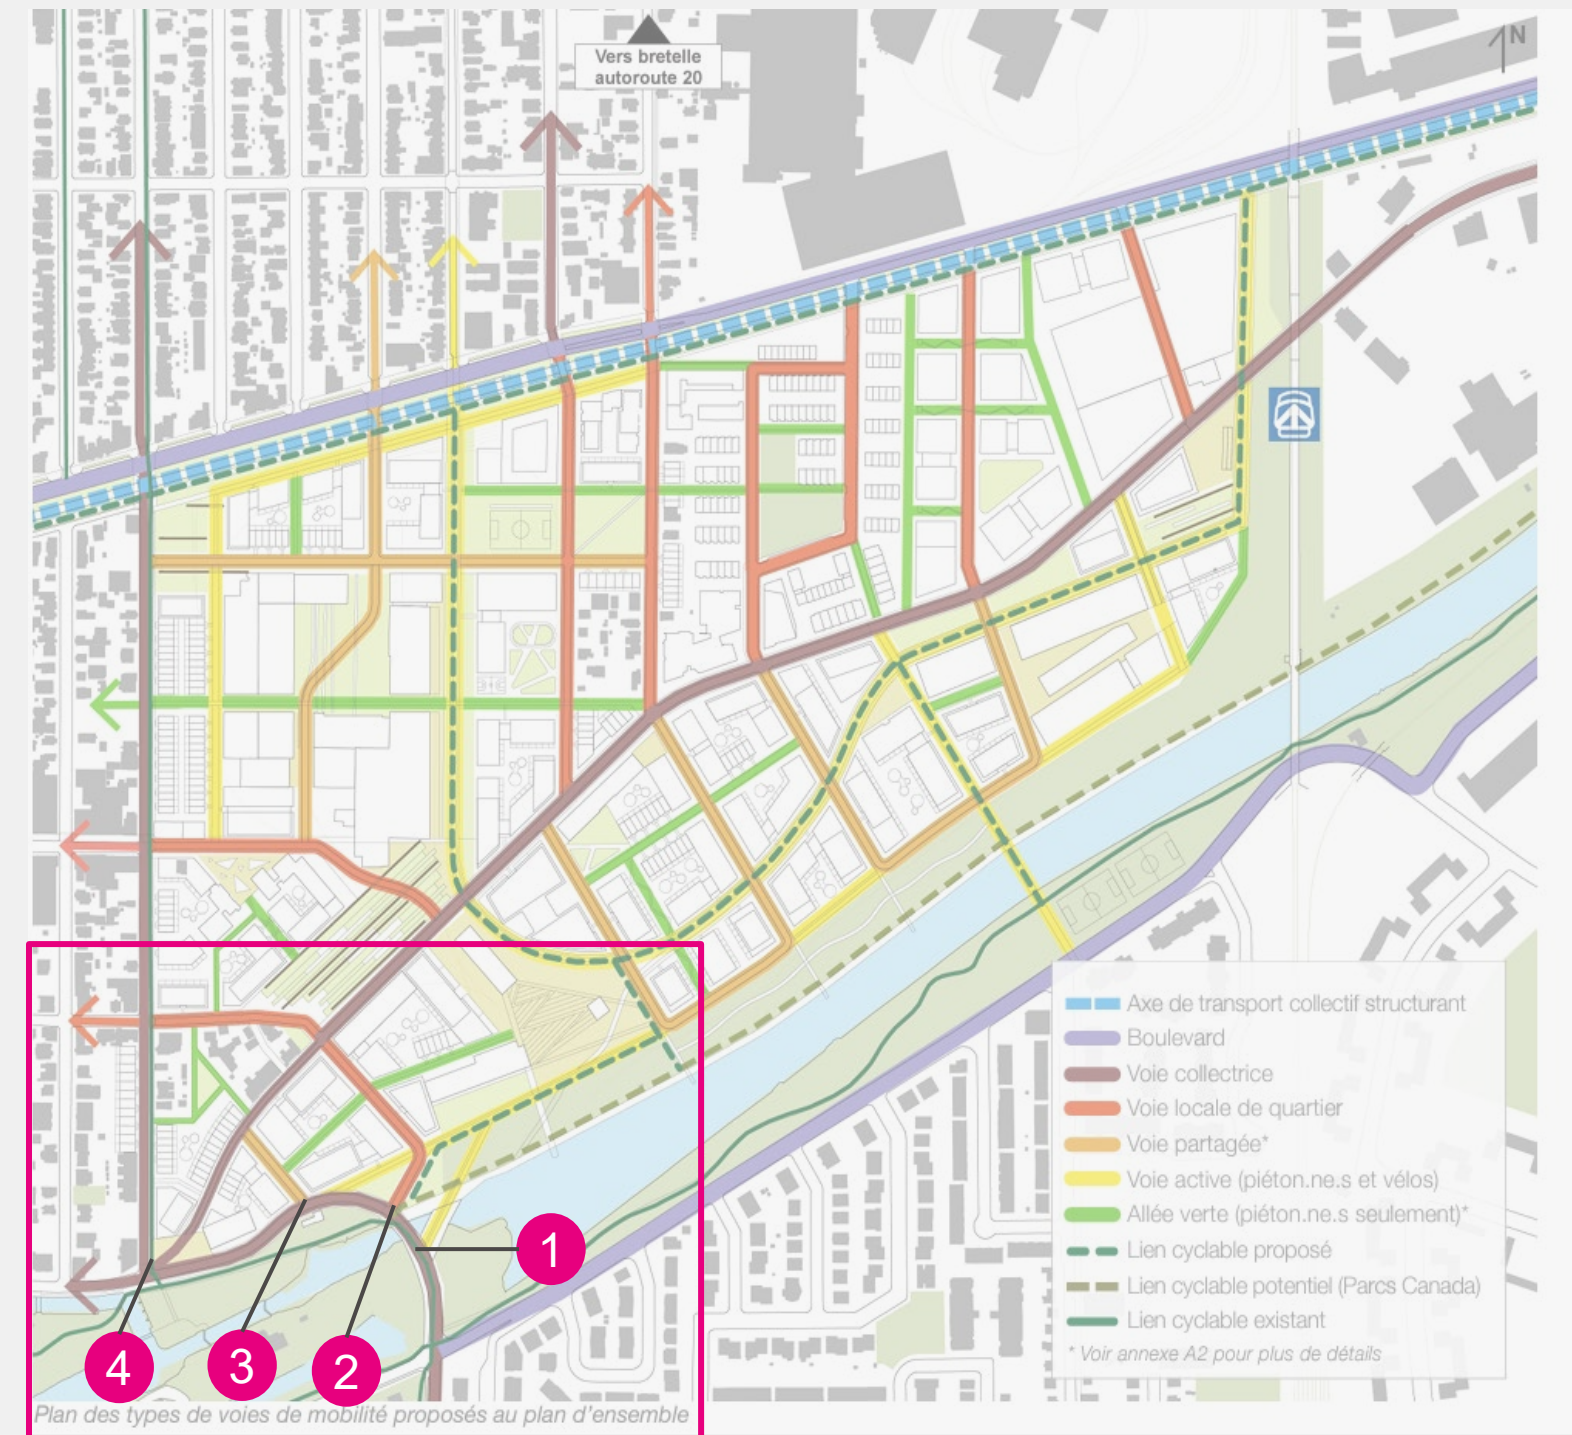 N
Vers bretelle
autoroute 20
Axe de transport collectif structurant
Boulevard
Voie collectrice
Voie locale de quartier
Voie partagée*
Voie active (piéton.ne.s et vélos)
Allée verte (piéton.ne.s seulement)*
Lien cyclable proposé
Lien cyclable potentiel (Parcs Canada)
Lien cyclable existant
* Voir annexe A2 pour plus de détails
1
2
3
4
Plan des types de voies de mobilité proposés au plan d'ensemble